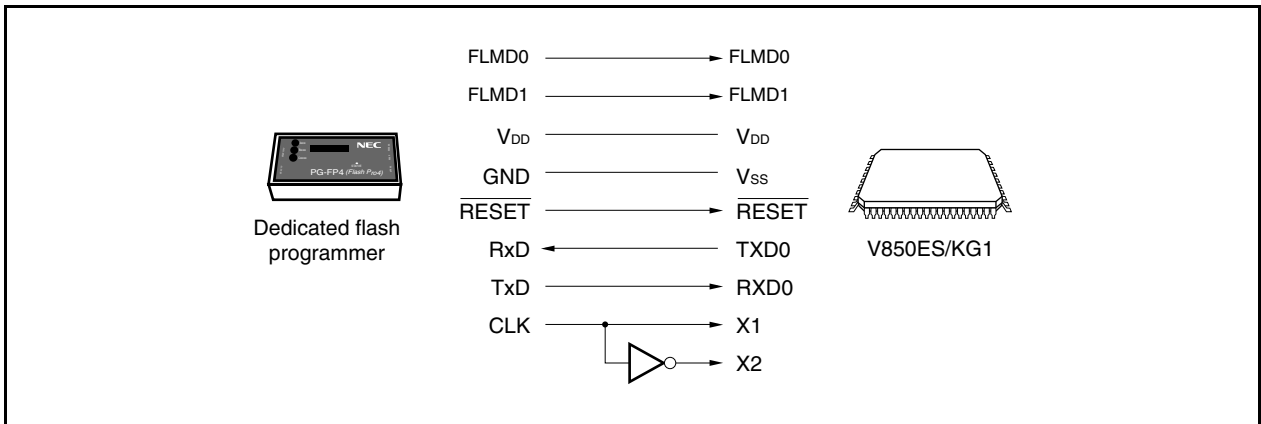 FLMD0 FLMD0
FLMD1 FLMD1
VDD VDD
NEC
PG-FP4 (Flash Pro4)
GND VSS
RESET RESET
Dedicated flash
programmer
RxD TXD0
V850ES/KG1
TxD RXD0
CLK X1
X2